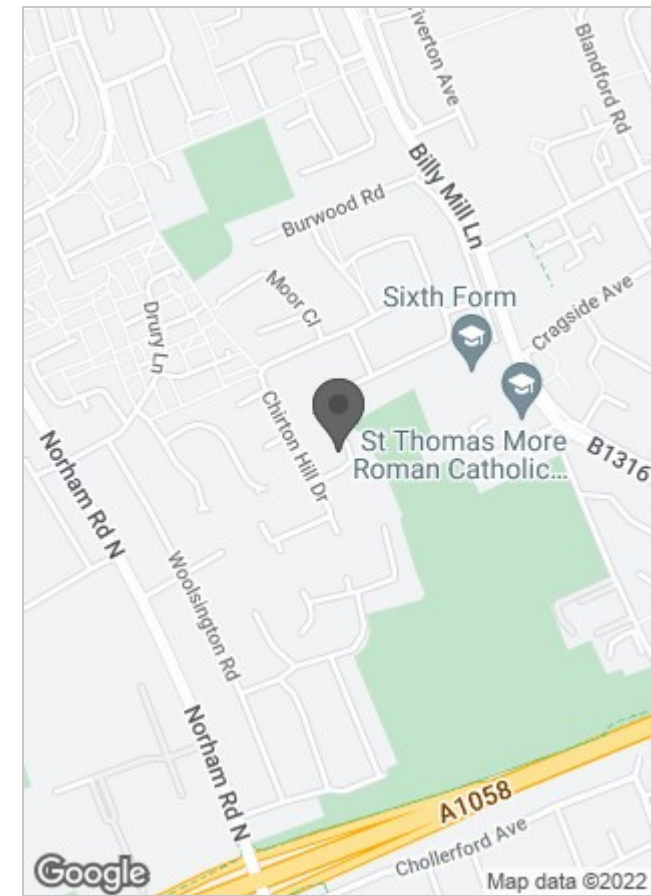 Tiverton Ave
Blandford Rd
Billy Mill Ln
Burwood Rd
Moor Cl
Sixth Form
Cragside Ave
Drury Ln
Chirton Hill Dr
St Thomas More
Roman Catholic...
B1316
Norham Rd N
Woolsington Rd
Norham Rd N
A1058
Chollerford Ave
Google
Map data ©2022